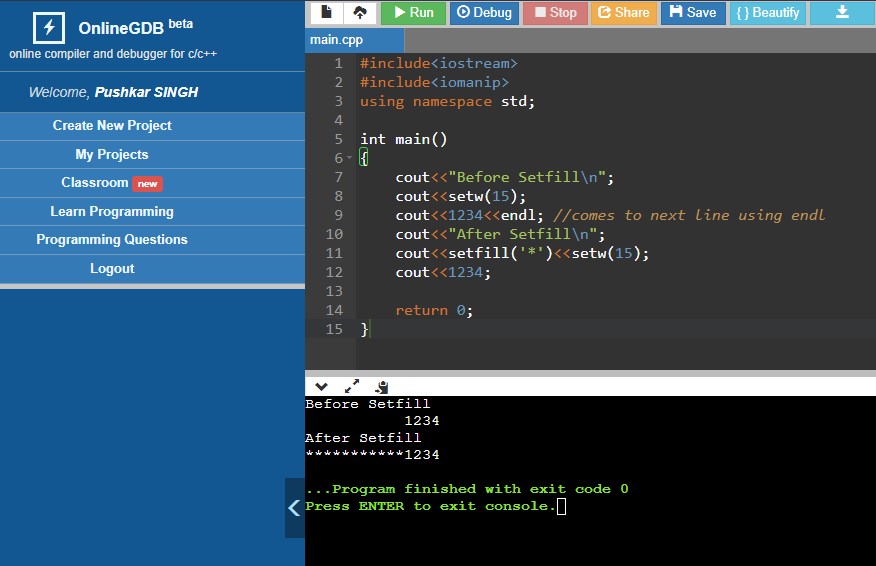 OnlineGDB beta
online compiler and debugger for c/c++
Welcome, Pushkar SINGH
Create New Project
My Projects
Classroom new
Learn Programming
Programming Questions
Logout
Run Debug Stop Share Save {} Beautify
main.cpp
1 #include<iostream>
2 #include<iomanip>
3 using namespace std;
4
5 int main()
6 {
7     cout<<"Before Setfill\n";
8     cout<<setw(15);
9     cout<<1234<<endl; //comes to next line using endl
10     cout<<"After Setfill\n";
11     cout<<setfill('*')<<setw(15);
12     cout<<1234;
13
14     return 0;
15 }
Before Setfill
           1234
After Setfill
***********1234
...Program finished with exit code 0
Press ENTER to exit console.